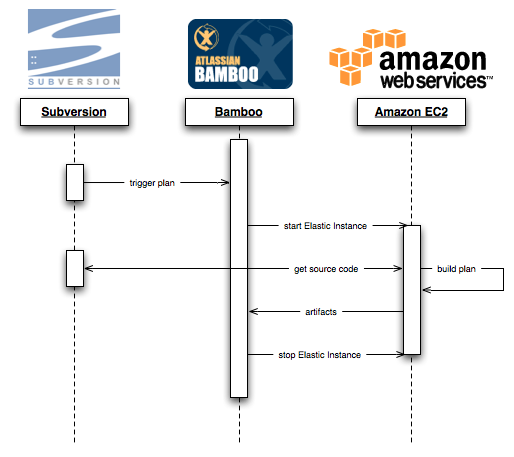 SUBVERSION
ATLASSIAN
BAMBOO
amazon
web services™
Subversion
Bamboo
Amazon EC2
trigger plan
start Elastic Instance
get source code
build plan
artifacts
stop Elastic Instance